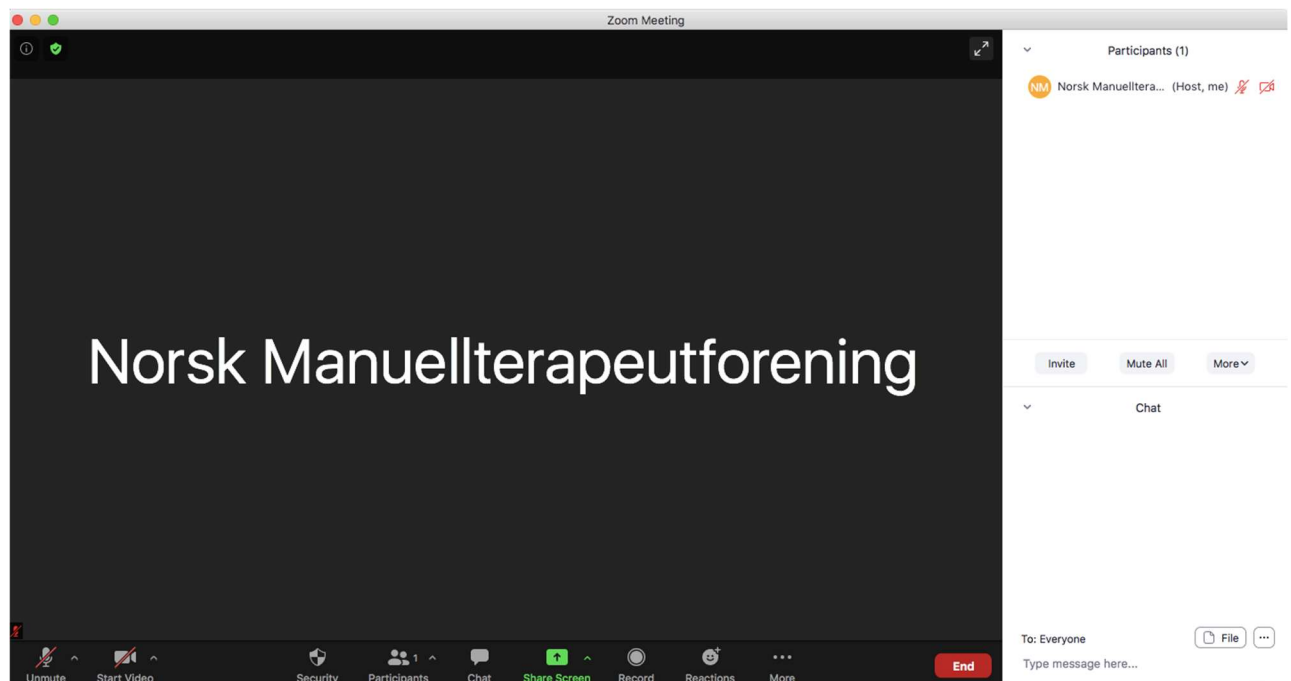 Zoom Meeting
Participants (1)
NM Norsk Manuelltera... (Host, me)
Norsk Manuellterapeutforening
Invite Mute All More
Chat
To: Everyone File
Type message here...
Unmute Start Video Security Participants 1 Chat Share Screen Record Reactions More End